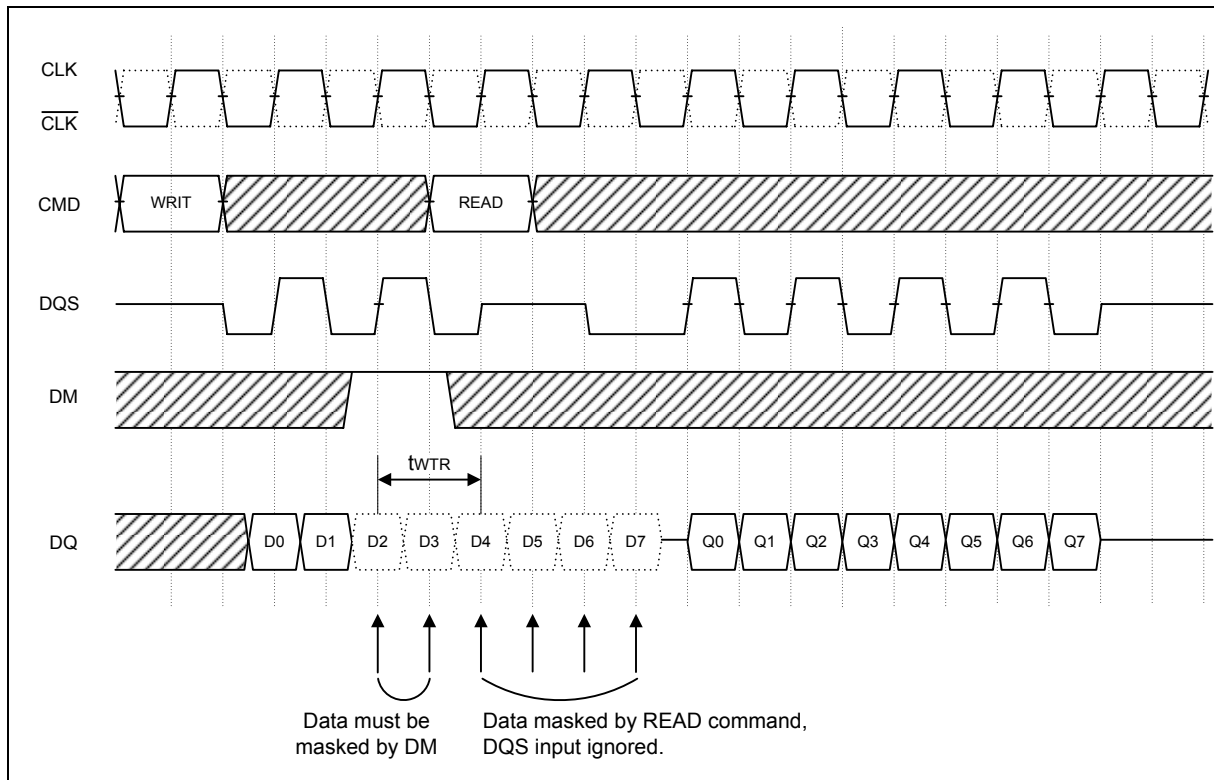 CLK
CLK
CMD WRIT READ
DQS
DM
tWTR
DQ D0 D1 D2 D3 D4 D5 D6 D7 Q0 Q1 Q2 Q3 Q4 Q5 Q6 Q7
Data must be
masked by DM
Data masked by READ command,
DQS input ignored.